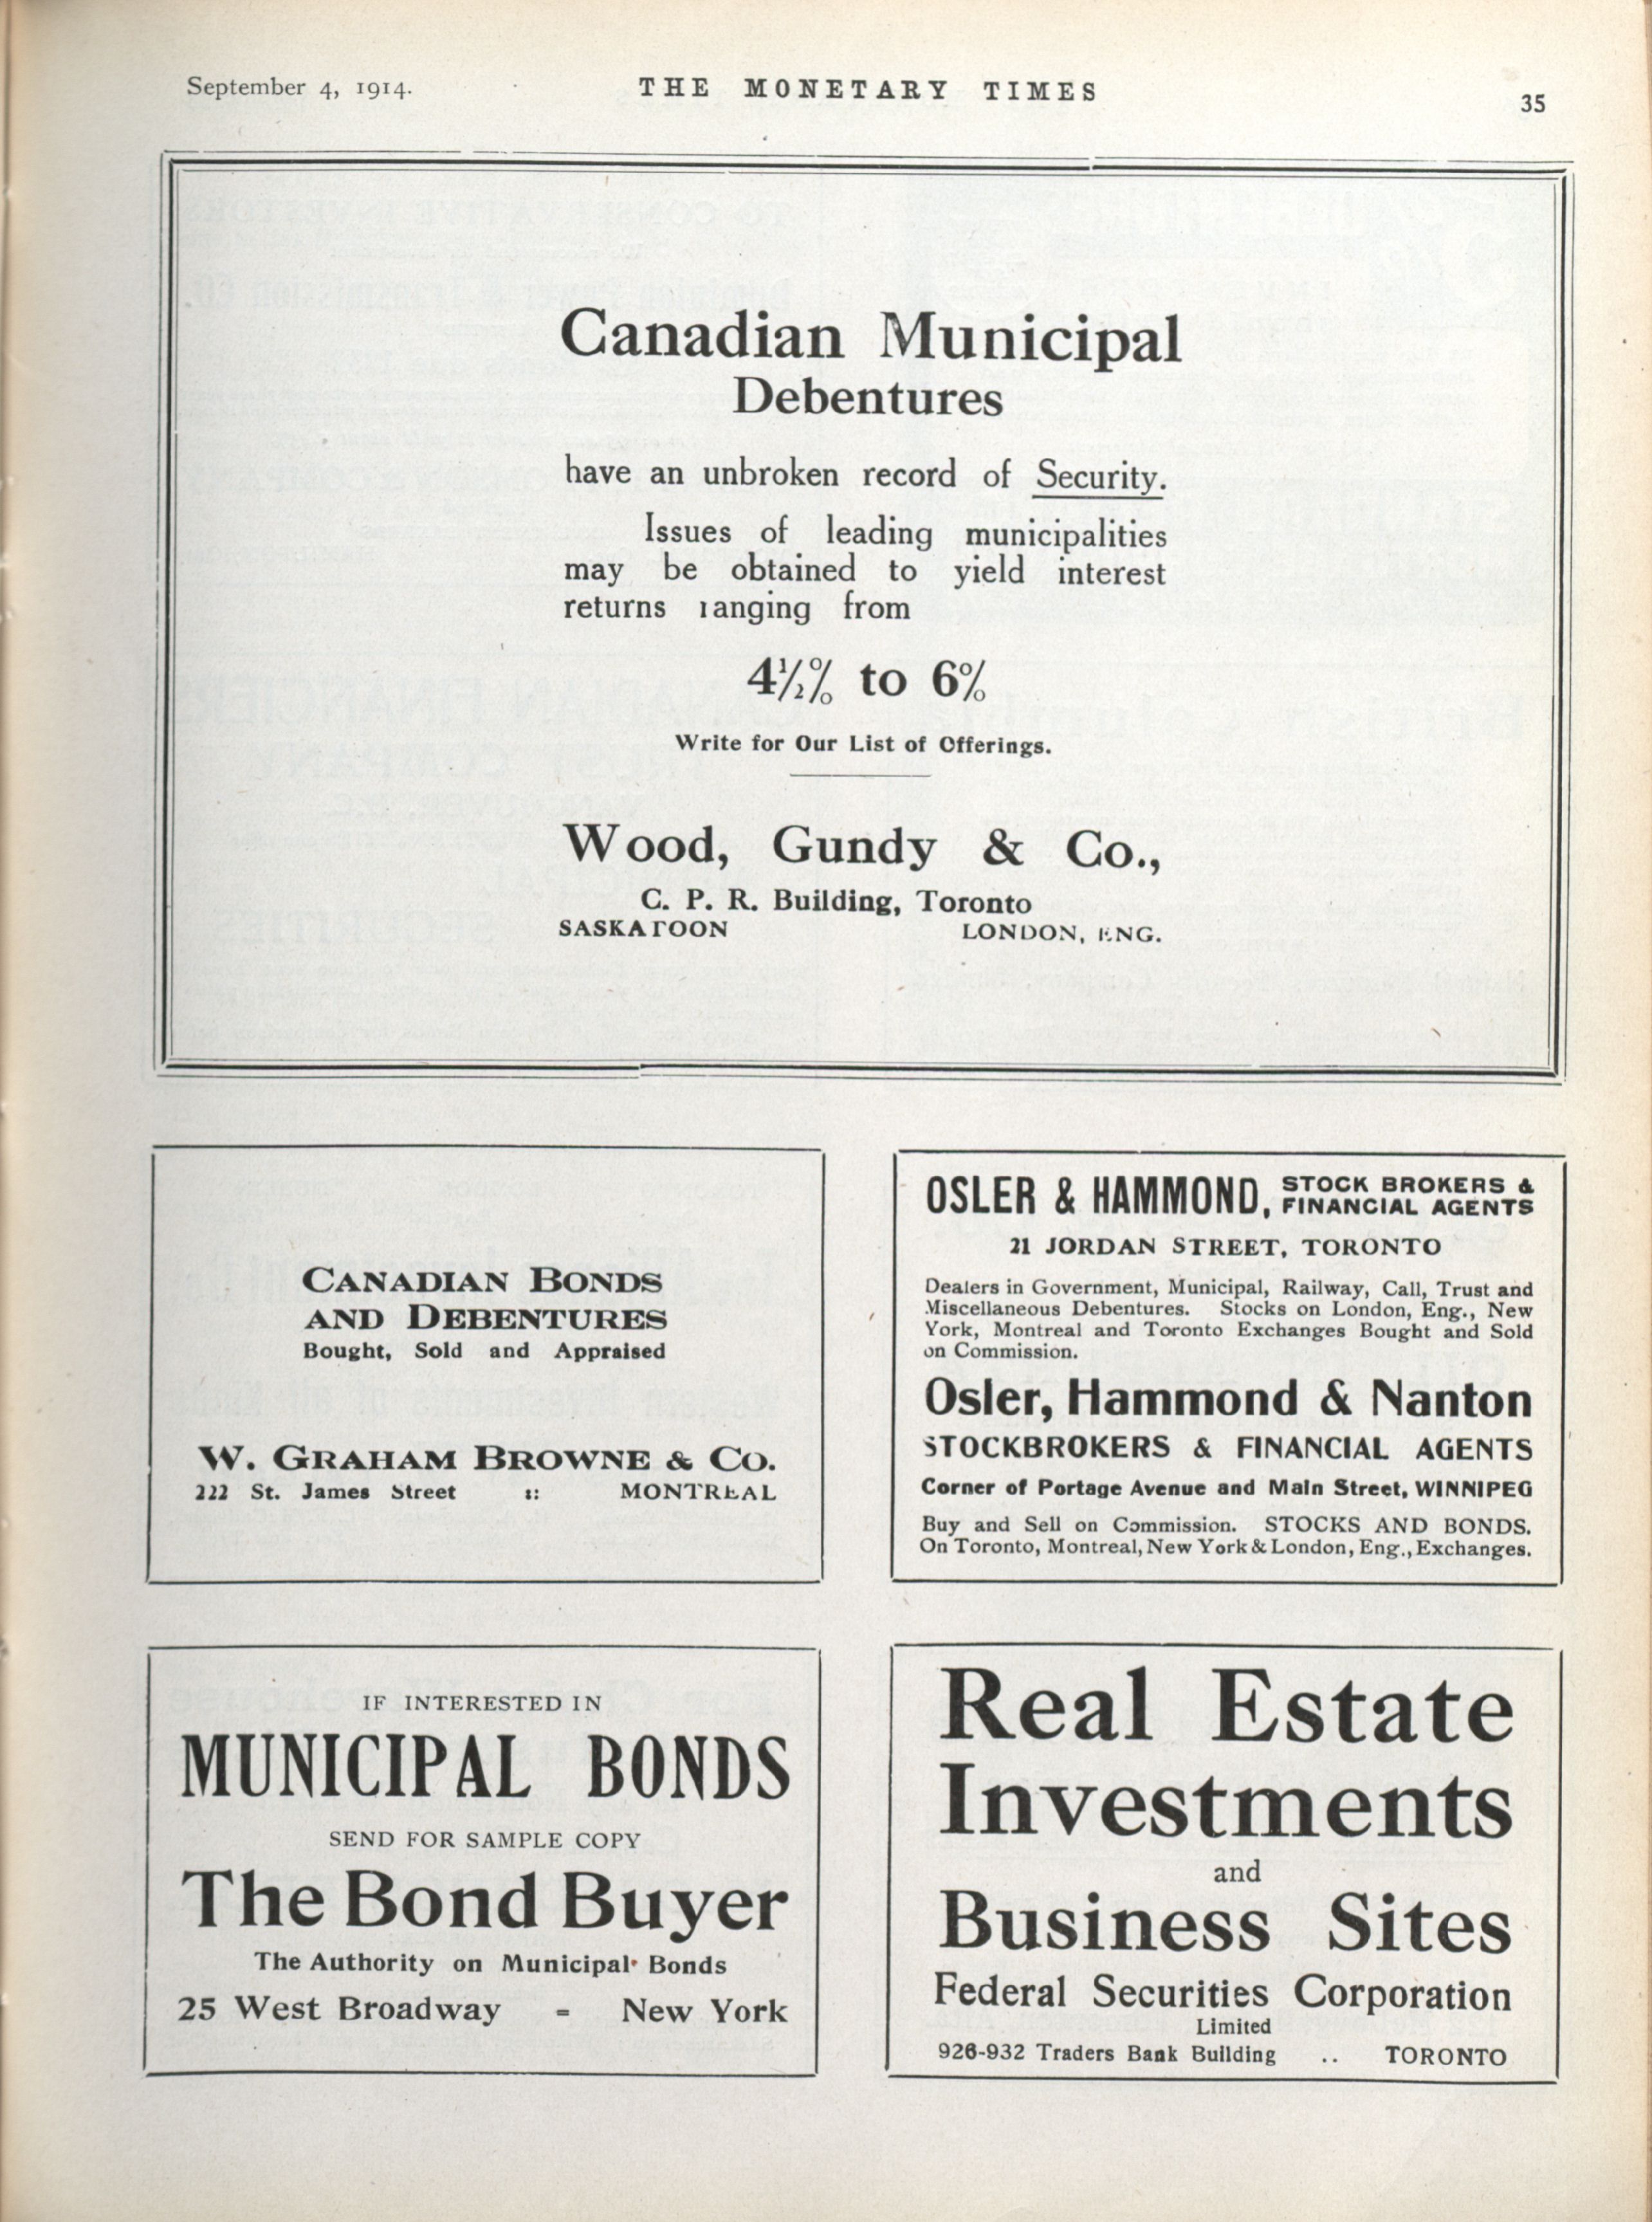 September 4, 1914.
THE MONETARY TIMES
35
Canadian Municipal
Debentures
have an unbroken record of Security.
Issues of leading municipalities
may be obtained to yield interest
returns ranging from
4½% to 6%
Write for Our List of Offerings.
Wood, Gundy & Co.,
C. P. R. Building, Toronto
SASKATOON LONDON, ENG.
CANADIAN BONDS
AND DEBENTURES
Bought, Sold and Appraised
W. GRAHAM BROWNE & CO.
222 St. James Street :: MONTREAL
OSLER & HAMMOND, STOCK BROKERS &
FINANCIAL AGENTS
21 JORDAN STREET, TORONTO
Dealers in Government, Municipal, Railway, Call, Trust and
Miscellaneous Debentures. Stocks on London, Eng., New
York, Montreal and Toronto Exchanges Bought and Sold
on Commission.
Osler, Hammond & Nanton
STOCKBROKERS & FINANCIAL AGENTS
Corner of Portage Avenue and Main Street, WINNIPEG
Buy and Sell on Commission. STOCKS AND BONDS.
On Toronto, Montreal, New York & London, Eng., Exchanges.
IF INTERESTED IN
MUNICIPAL BONDS
SEND FOR SAMPLE COPY
The Bond Buyer
The Authority on Municipal Bonds
25 West Broadway - New York
Real Estate
Investments
and
Business Sites
Federal Securities Corporation
Limited
926-932 Traders Bank Building .. TORONTO